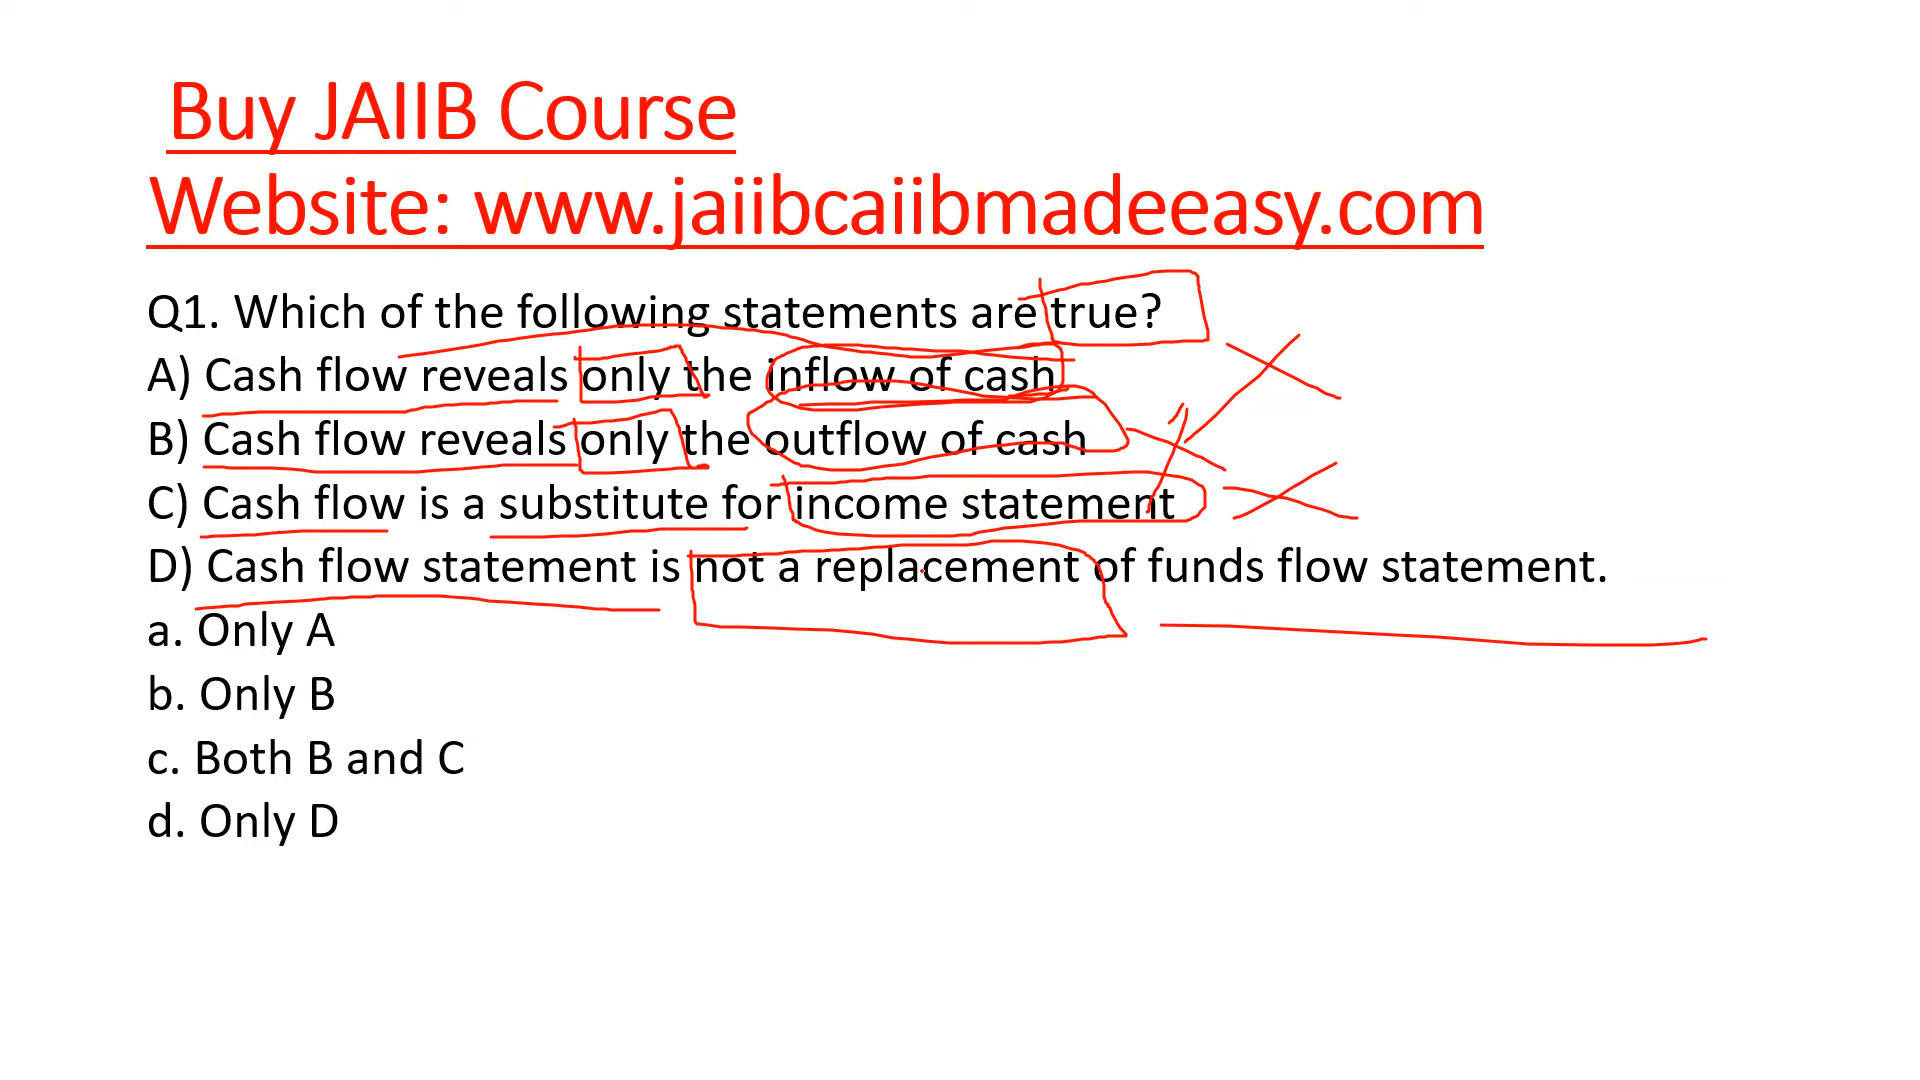 Buy JAIIB Course
Website: www.jaiibcaiibmadeeasy.com
Q1. Which of the following statements are true?
A) Cash flow reveals only the inflow of cash
B) Cash flow reveals only the outflow of cash
C) Cash flow is a substitute for income statement
D) Cash flow statement is not a replacement of funds flow statement.
a. Only A
b. Only B
c. Both B and C
d. Only D